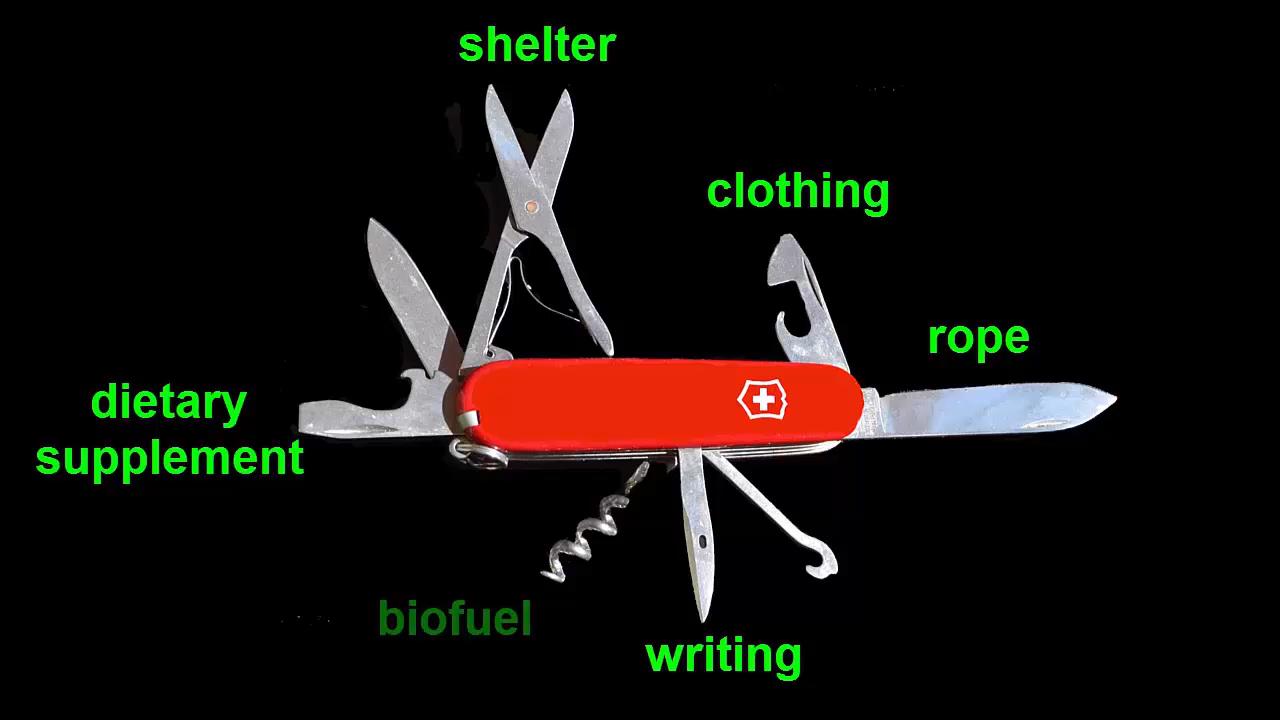 shelter
clothing
rope
dietary
supplement
biofuel
writing